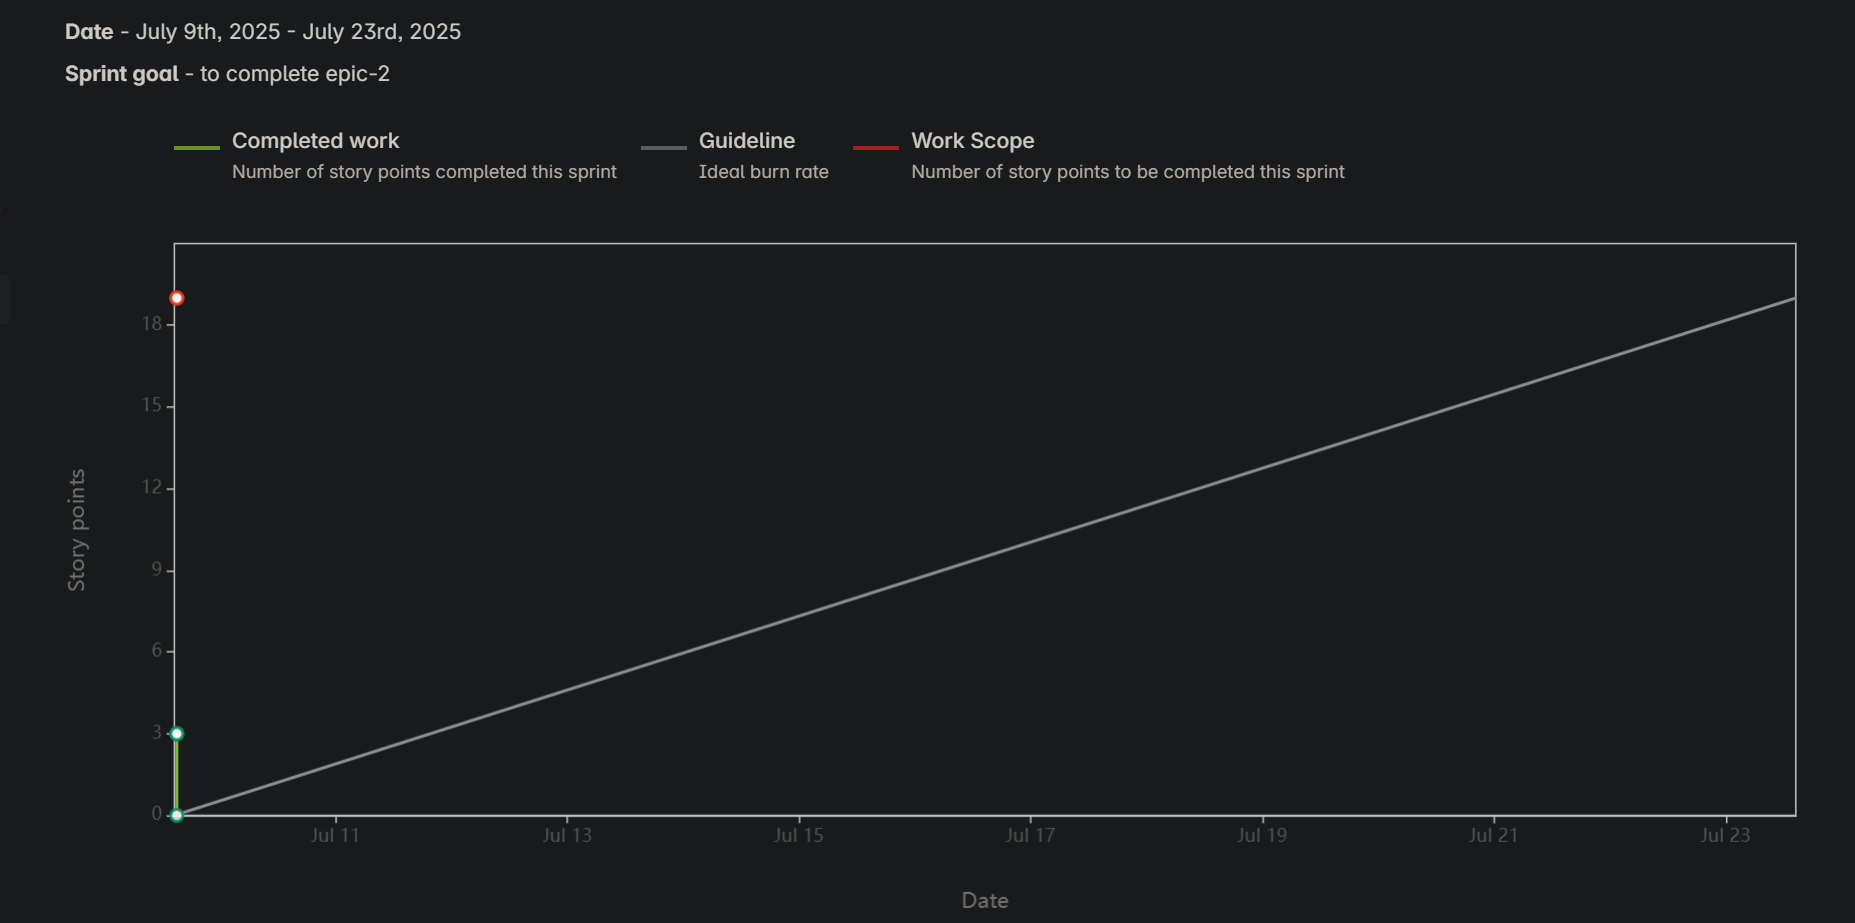 Date - July 9th, 2025 - July 23rd, 2025
Sprint goal - to complete epic-2
Completed work
Number of story points completed this sprint
Guideline
Ideal burn rate
Work Scope
Number of story points to be completed this sprint
18
15
12
9
6
3
0
Story points
Jul 11
Jul 13
Jul 15
Jul 17
Jul 19
Jul 21
Jul 23
Date